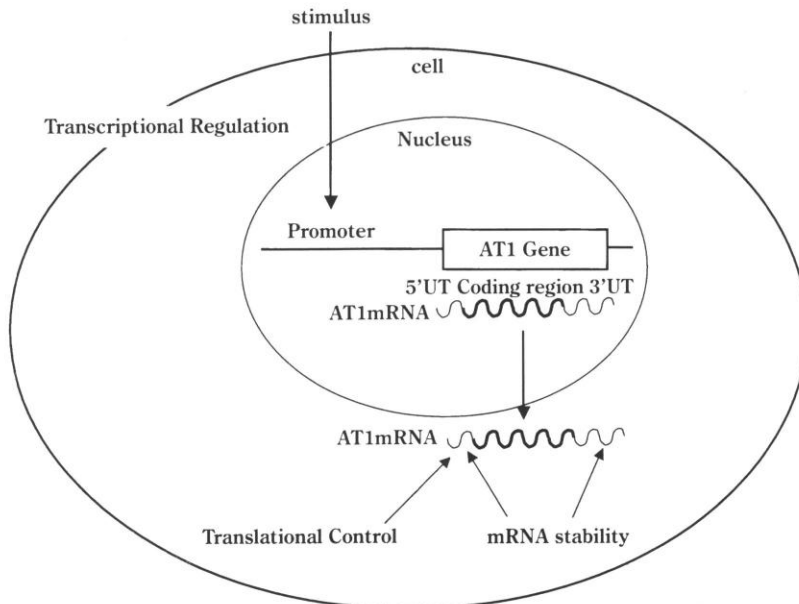 stimulus
cell
Transcriptional Regulation
Nucleus
Promoter
AT1 Gene
5'UT Coding region 3'UT
AT1mRNA
AT1mRNA
Translational Control
mRNA stability